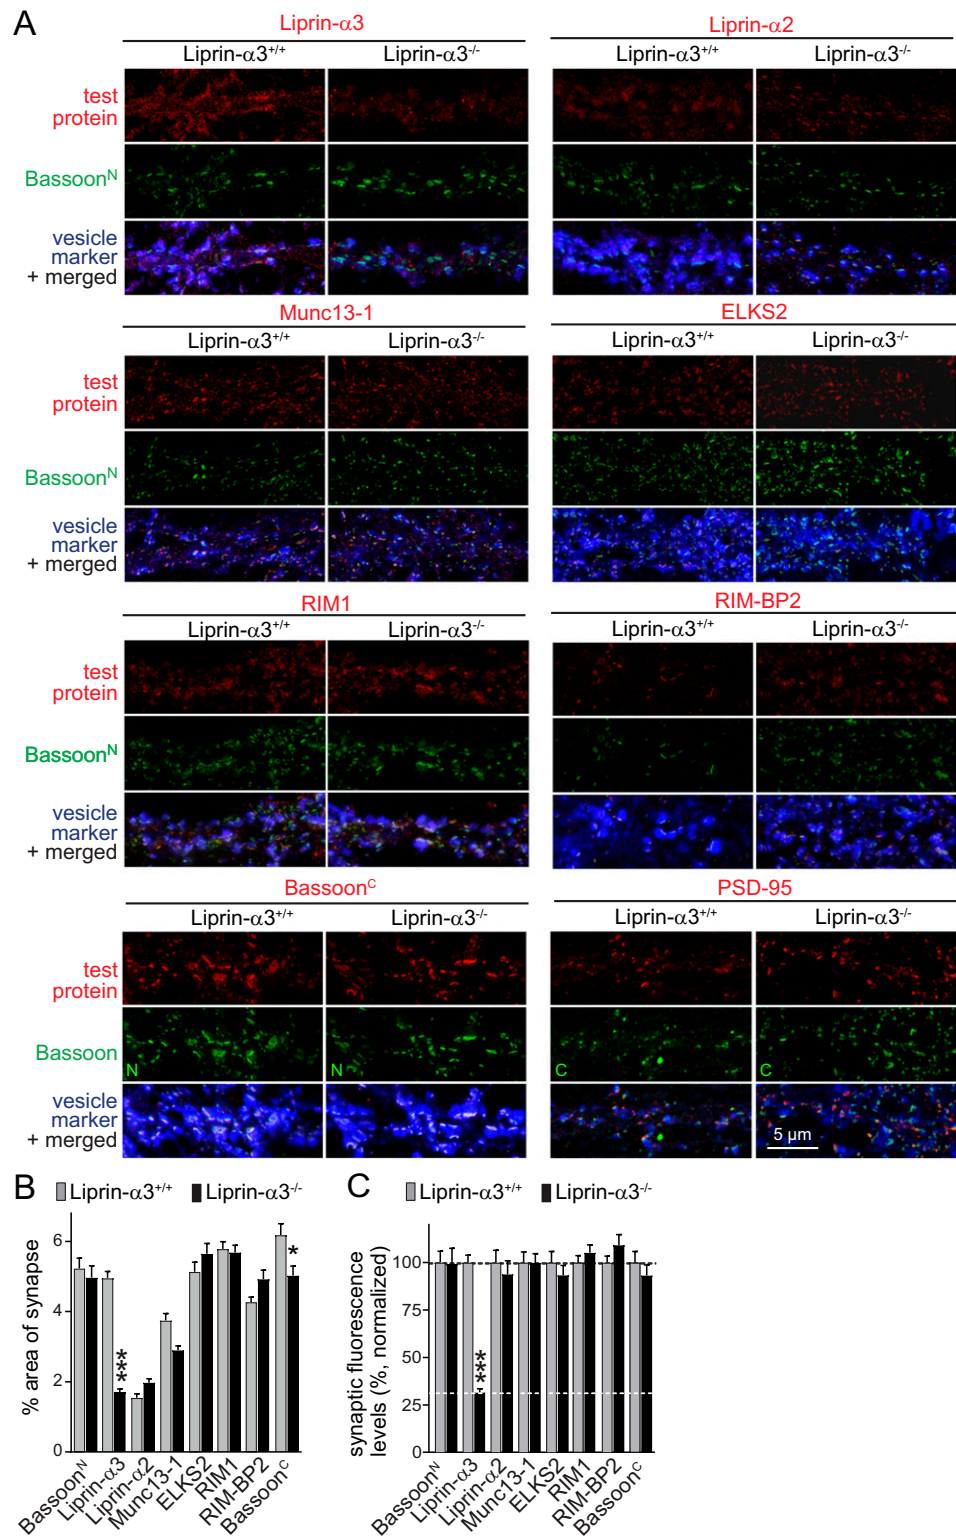 A
Liprin-α3
Liprin-α2
Liprin-α3+/+
Liprin-α3-/-
Liprin-α3+/+
Liprin-α3-/-
test
protein
BassoonN
vesicle
marker
+ merged
Munc13-1
ELKS2
Liprin-α3+/+
Liprin-α3-/-
Liprin-α3+/+
Liprin-α3-/-
test
protein
BassoonN
vesicle
marker
+ merged
RIM1
RIM-BP2
Liprin-α3+/+
Liprin-α3-/-
Liprin-α3+/+
Liprin-α3-/-
test
protein
BassoonN
vesicle
marker
+ merged
BassoonC
PSD-95
Liprin-α3+/+
Liprin-α3-/-
Liprin-α3+/+
Liprin-α3-/-
test
protein
Bassoon
N
N
C
C
vesicle
marker
+ merged
5 µm
B
Liprin-α3+/+
Liprin-α3-/-
% area of synapse
6
4
2
0
***
*
BassoonN
Liprin-α3
Liprin-α2
Munc13-1
ELKS2
RIM1
RIM-BP2
BassoonC
C
Liprin-α3+/+
Liprin-α3-/-
synaptic fluorescence
levels (%, normalized)
100
75
50
25
0
***
BassoonN
Liprin-α3
Liprin-α2
Munc13-1
ELKS2
RIM1
RIM-BP2
BassoonC